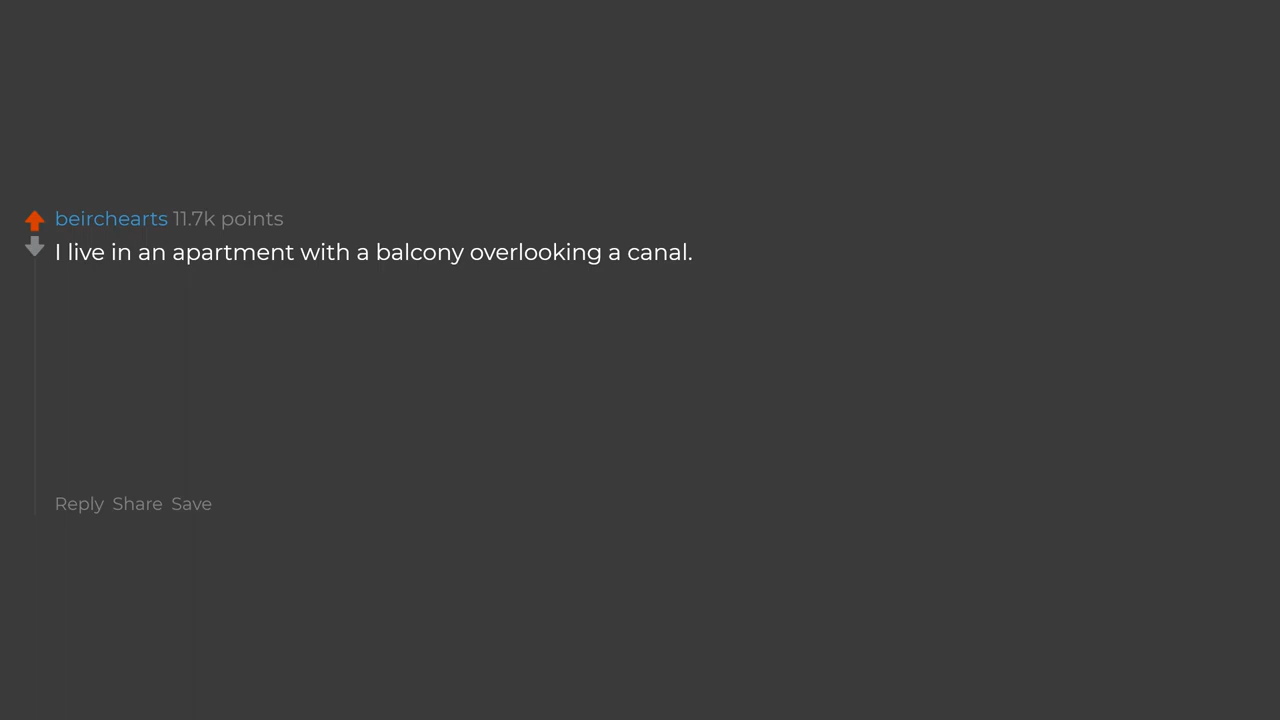 beirchearts 11.7k points
I live in an apartment with a balcony overlooking a canal.
Reply Share Save